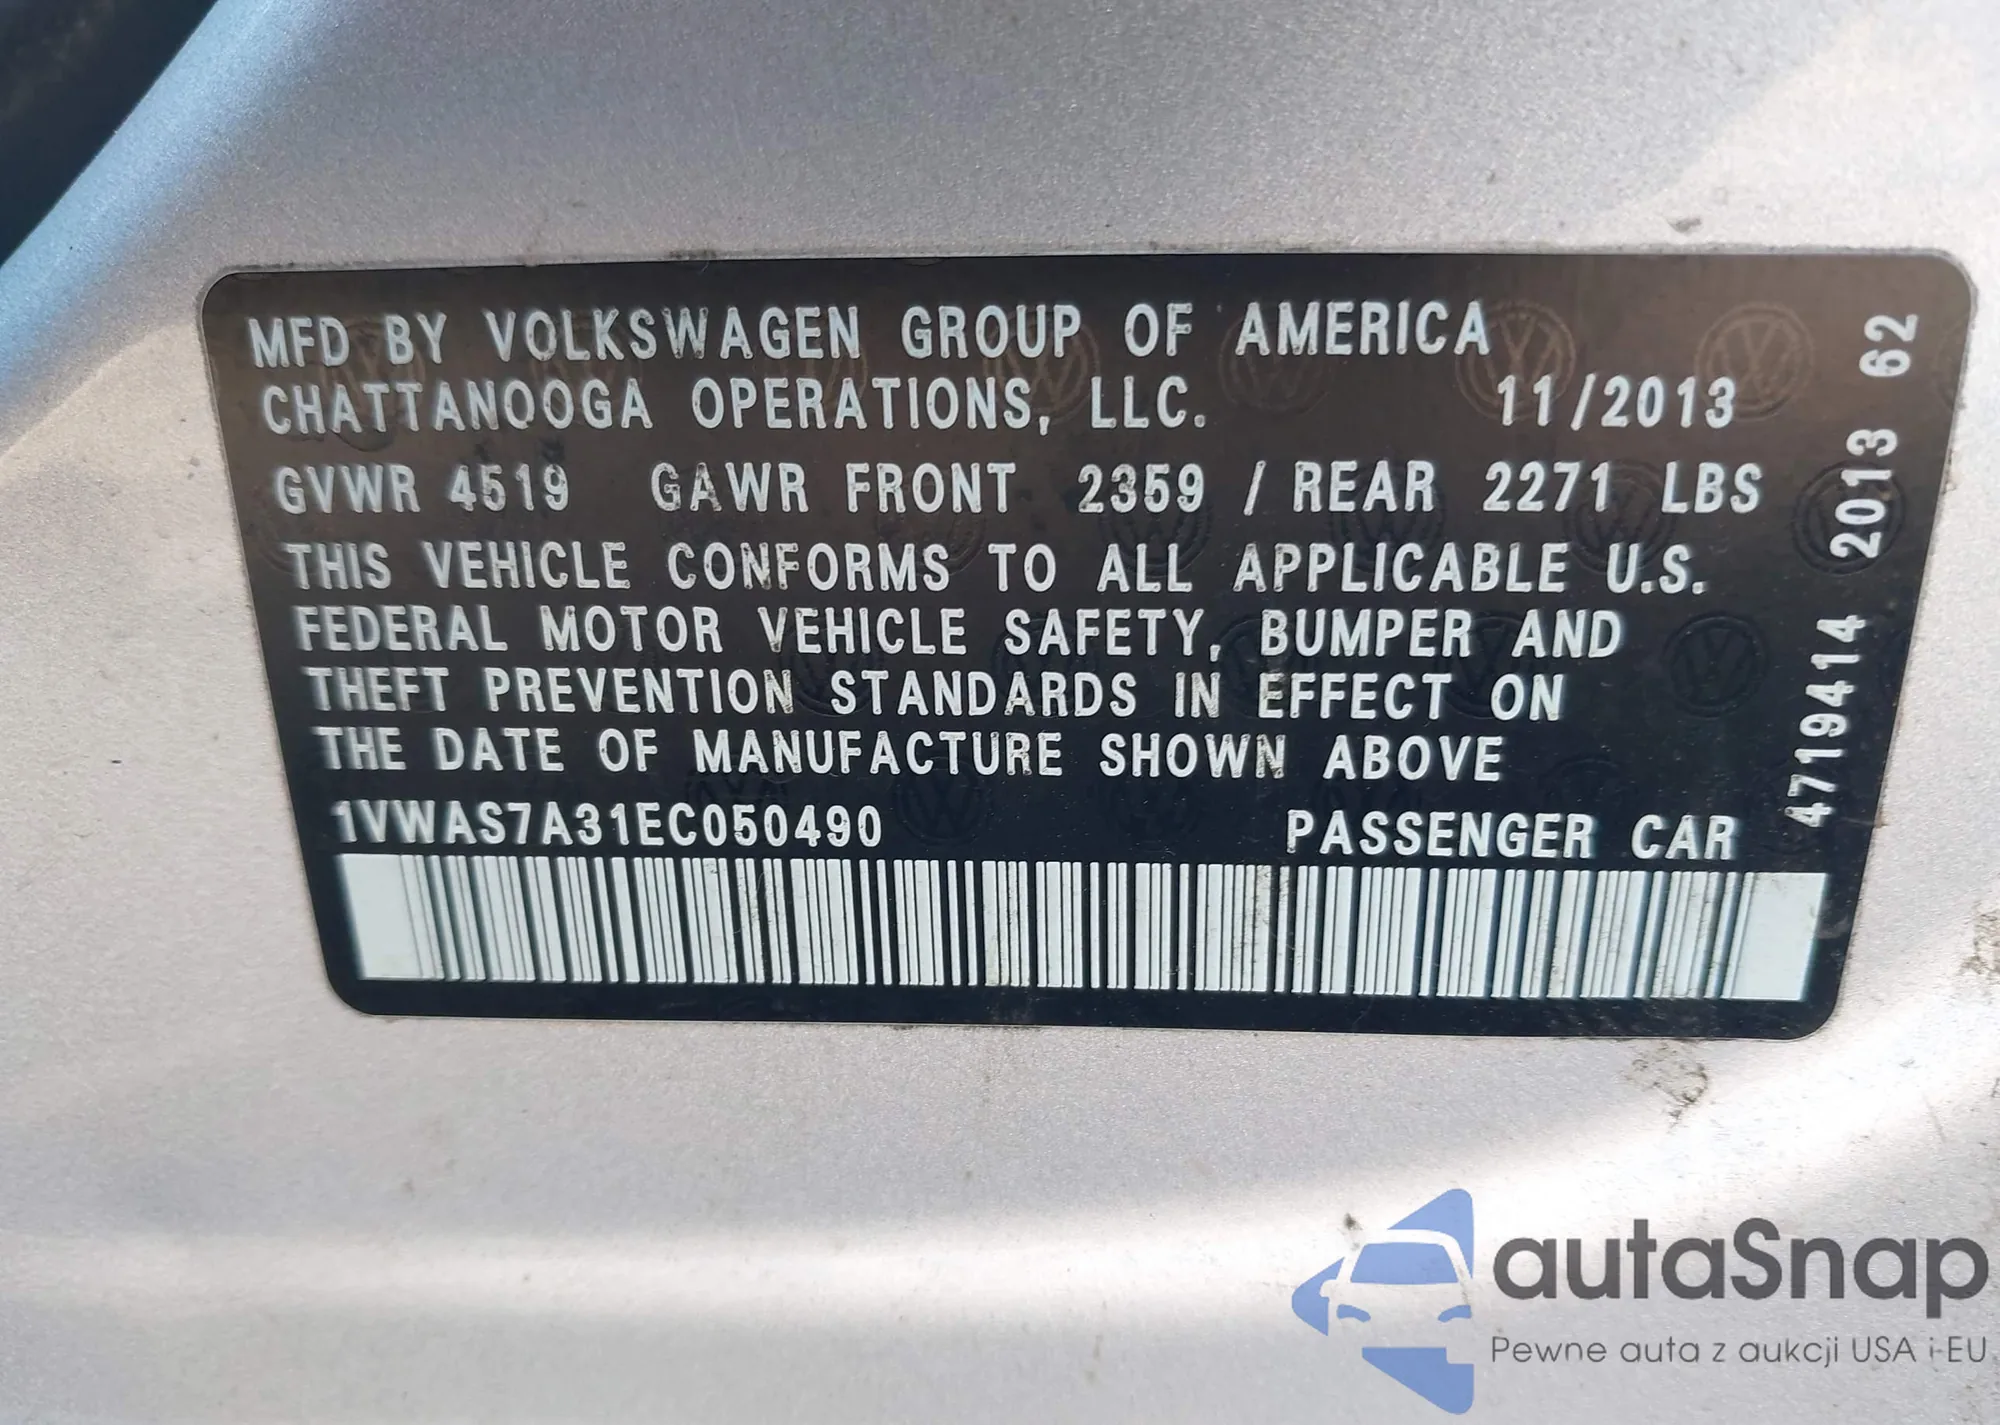 MFD BY VOLKSWAGEN GROUP OF AMERICA
CHATTANOOGA OPERATIONS, LLC. 11/2013
GVWR 4519 GAWR FRONT 2359 / REAR 2271 LBS
THIS VEHICLE CONFORMS TO ALL APPLICABLE U.S.
FEDERAL MOTOR VEHICLE SAFETY, BUMPER AND
THEFT PREVENTION STANDARDS IN EFFECT ON
THE DATE OF MANUFACTURE SHOWN ABOVE
1VWAS7A31EC050490 PASSENGER CAR
4719414 2013 62
autaSnap
Pewne auta z aukcji USA i EU